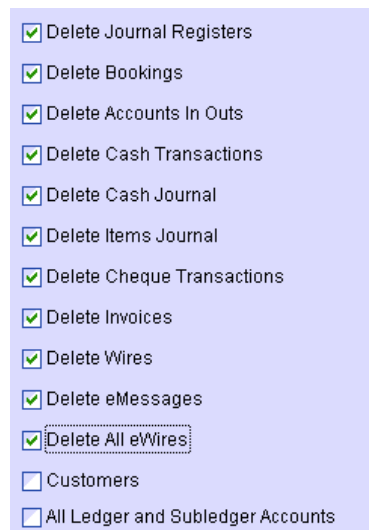 Delete Journal Registers
Delete Bookings
Delete Accounts In Outs
Delete Cash Transactions
Delete Cash Journal
Delete Items Journal
Delete Cheque Transactions
Delete Invoices
Delete Wires
Delete eMessages
Delete All eWires
Customers
All Ledger and Subledger Accounts